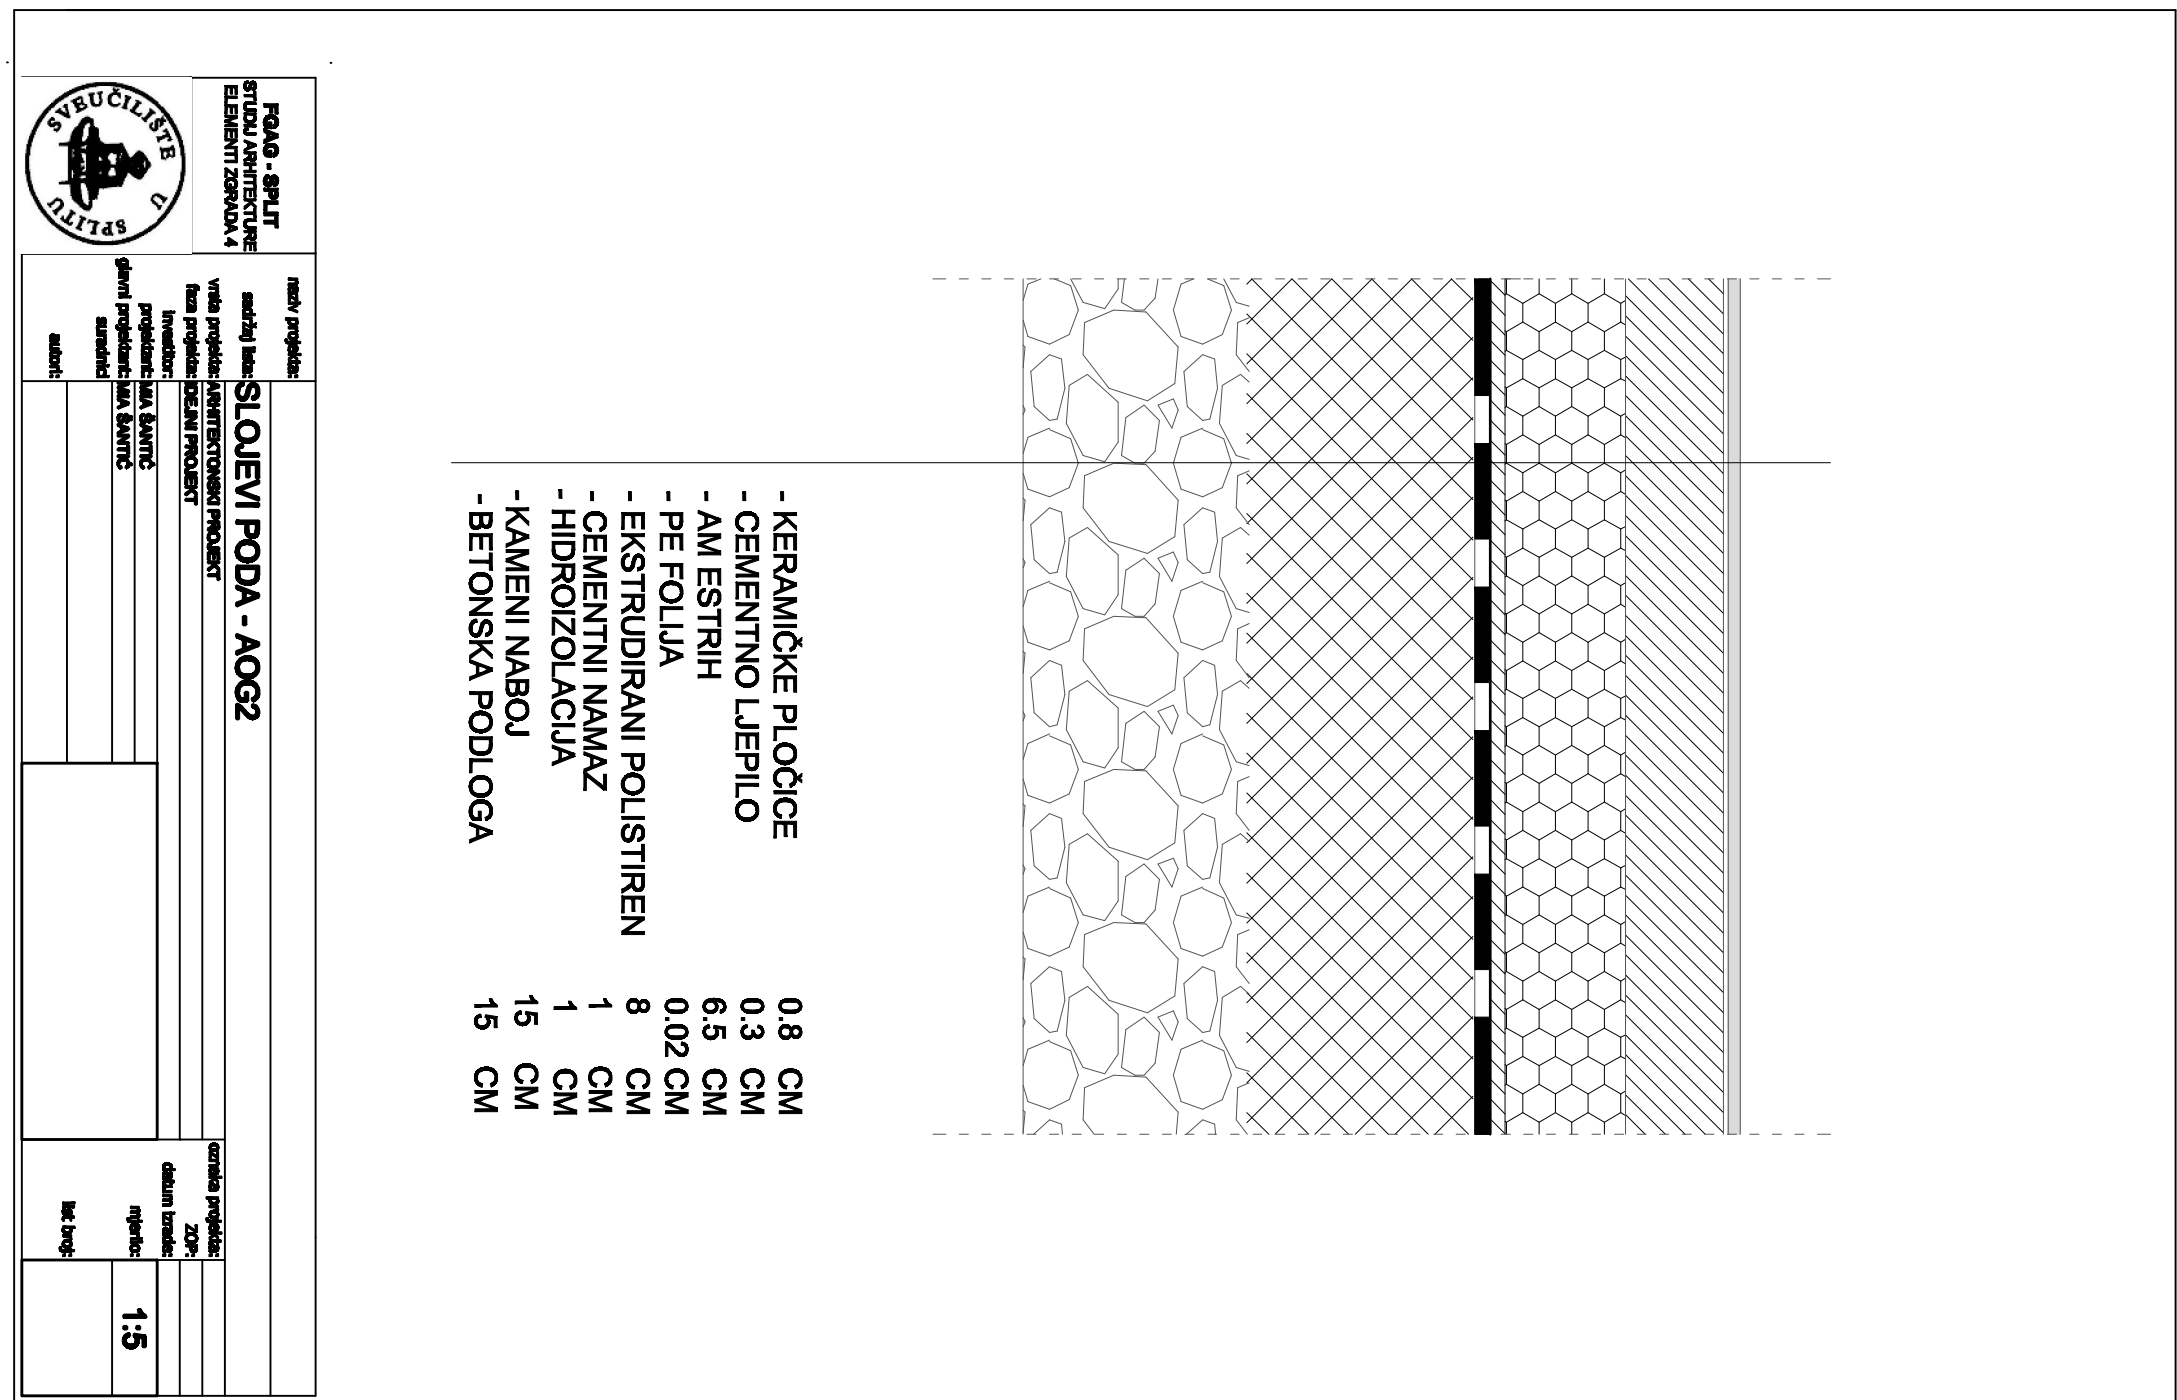 SVEUČILIŠTE U SPLITU
FGAG - SPLIT
STUDIJ ARHITEKTURE
ELEMENTI ZGRADA 4
naziv projekta:
sadržaj lista: SLOJEVI PODA - AOG2
vrsta projekta: ARHITEKTONSKI PROJEKT
faza projekta: IDEJNI PROJEKT
investitor:
projektant: MIA ŠANTIĆ
glavni projektant: MIA ŠANTIĆ
suradnici
autori:
oznaka projekta:
ZOP:
datum izrade:
mjerilo: 1:5
list broj:
- KERAMIČKE PLOČICE 0.8 CM
- CEMENTNO LJEPILO 0.3 CM
- AM ESTRIH 6.5 CM
- PE FOLIJA 0.02 CM
- EKSTRUDIRANI POLISTIREN 8 CM
- CEMENTNI NAMAZ 1 CM
- HIDROIZOLACIJA 1 CM
- KAMENI NABOJ 15 CM
- BETONSKA PODLOGA 15 CM